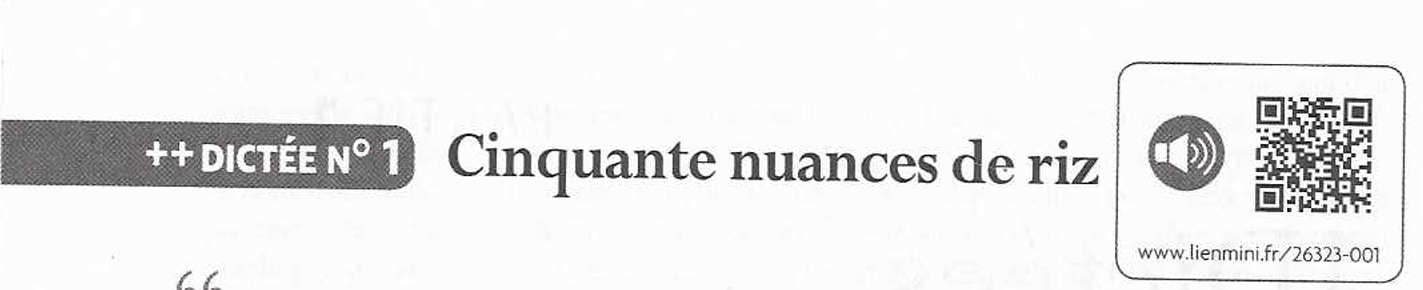 ++ DICTÉE N° 1 Cinquante nuances de riz
www.lienmini.fr/26323-001